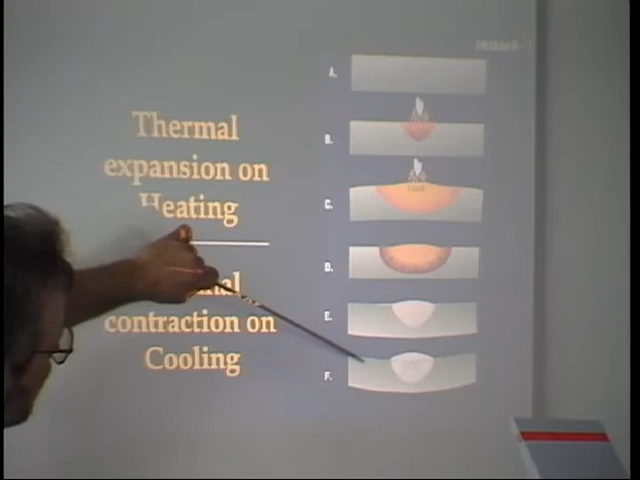 Thermal
expansion on
Heating
contraction on
Cooling
A.
B.
C.
D.
E.
F.